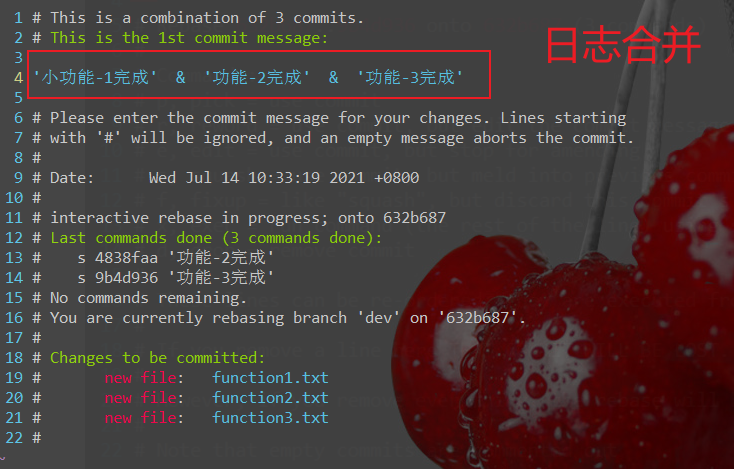 1 # This is a combination of 3 commits.
2 # This is the 1st commit message:
日志合并
3
4 '小功能-1完成' & '功能-2完成' & '功能-3完成'
5
6 # Please enter the commit message for your changes. Lines starting
7 # with '#' will be ignored, and an empty message aborts the commit.
8 #
9 # Date:      Wed Jul 14 10:33:19 2021 +0800
10 #
11 # interactive rebase in progress; onto 632b687
12 # Last commands done (3 commands done):
13 #    s 4838faa '功能-2完成'
14 #    s 9b4d936 '功能-3完成'
15 # No commands remaining.
16 # You are currently rebasing branch 'dev' on '632b687'.
17 #
18 # Changes to be committed:
19 #       new file:   function1.txt
20 #       new file:   function2.txt
21 #       new file:   function3.txt
22 #